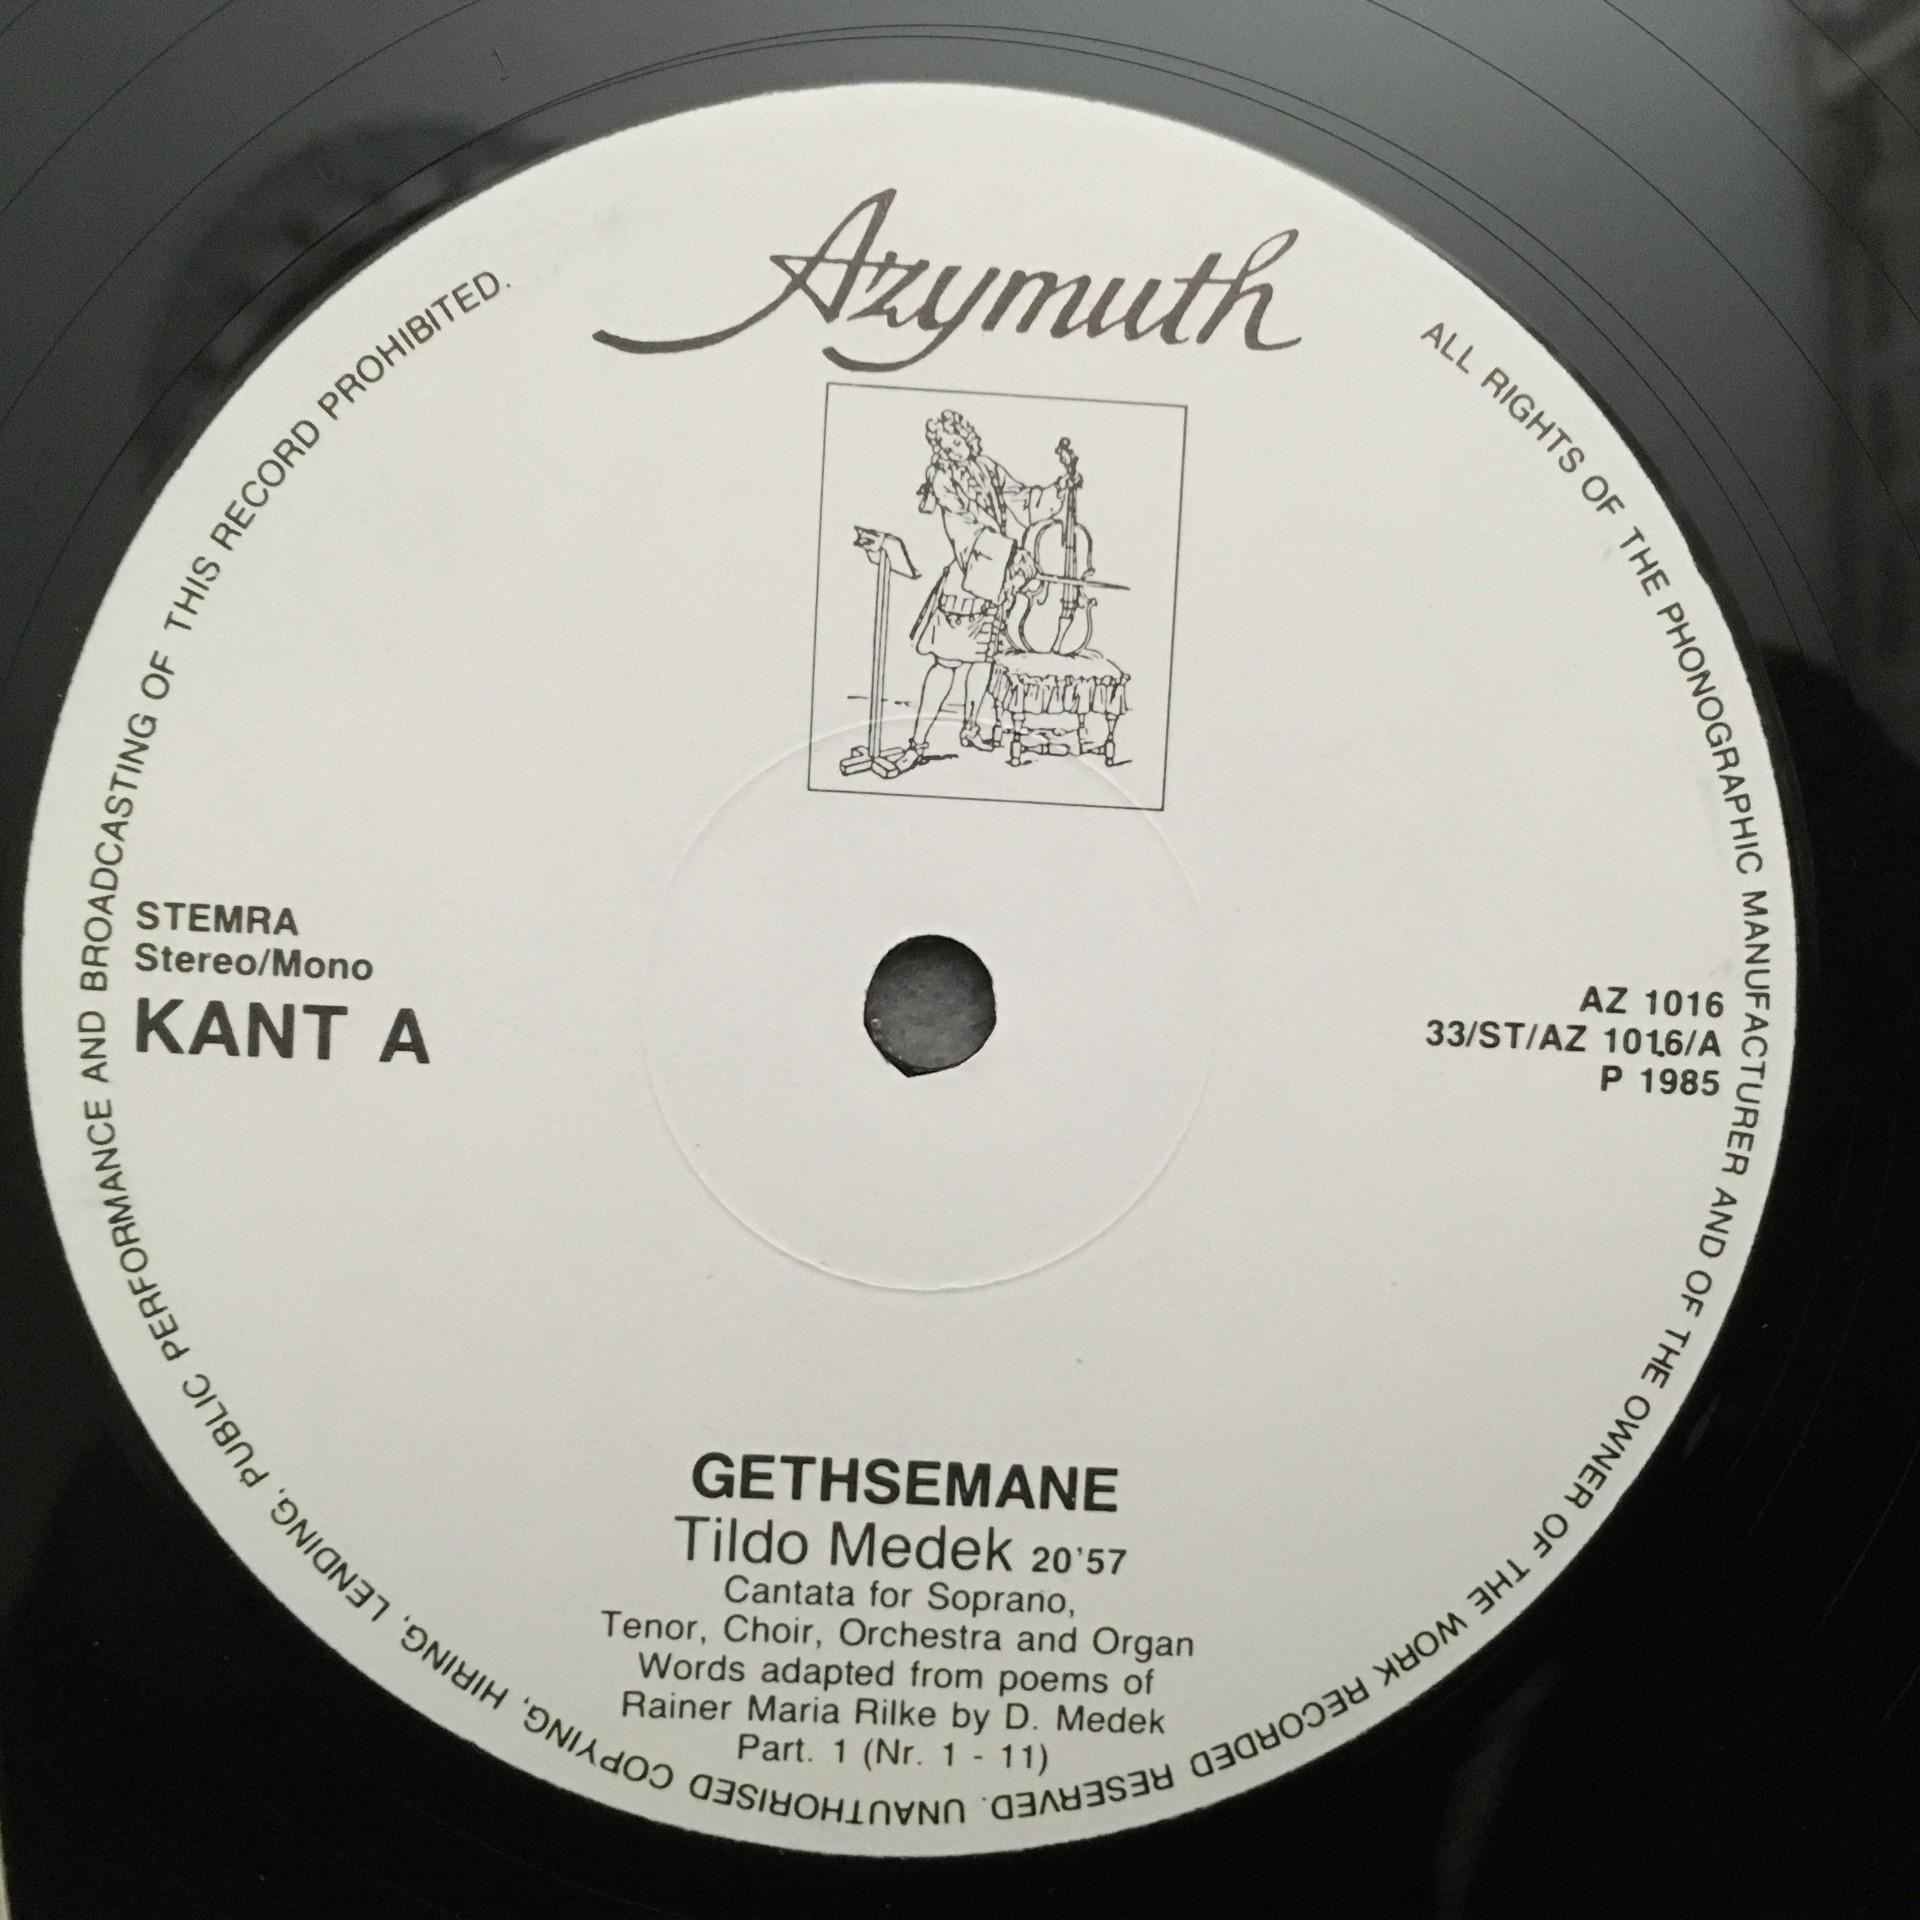 Azymuth
ALL RIGHTS OF THE PHONOGRAPHIC MANUFACTURER AND OF THE OWNER OF THE WORK RECORDED RESERVED. UNAUTHORISED COPYING, HIRING, LENDING, PUBLIC PERFORMANCE AND BROADCASTING OF THIS RECORD PROHIBITED.
STEMRA
Stereo/Mono
KANT A
AZ 1016
33/ST/AZ 1016/A
P 1985
GETHSEMANE
Tildo Medek 20'57
Cantata for Soprano,
Tenor, Choir, Orchestra and Organ
Words adapted from poems of
Rainer Maria Rilke by D. Medek
Part. 1 (Nr. 1 - 11)